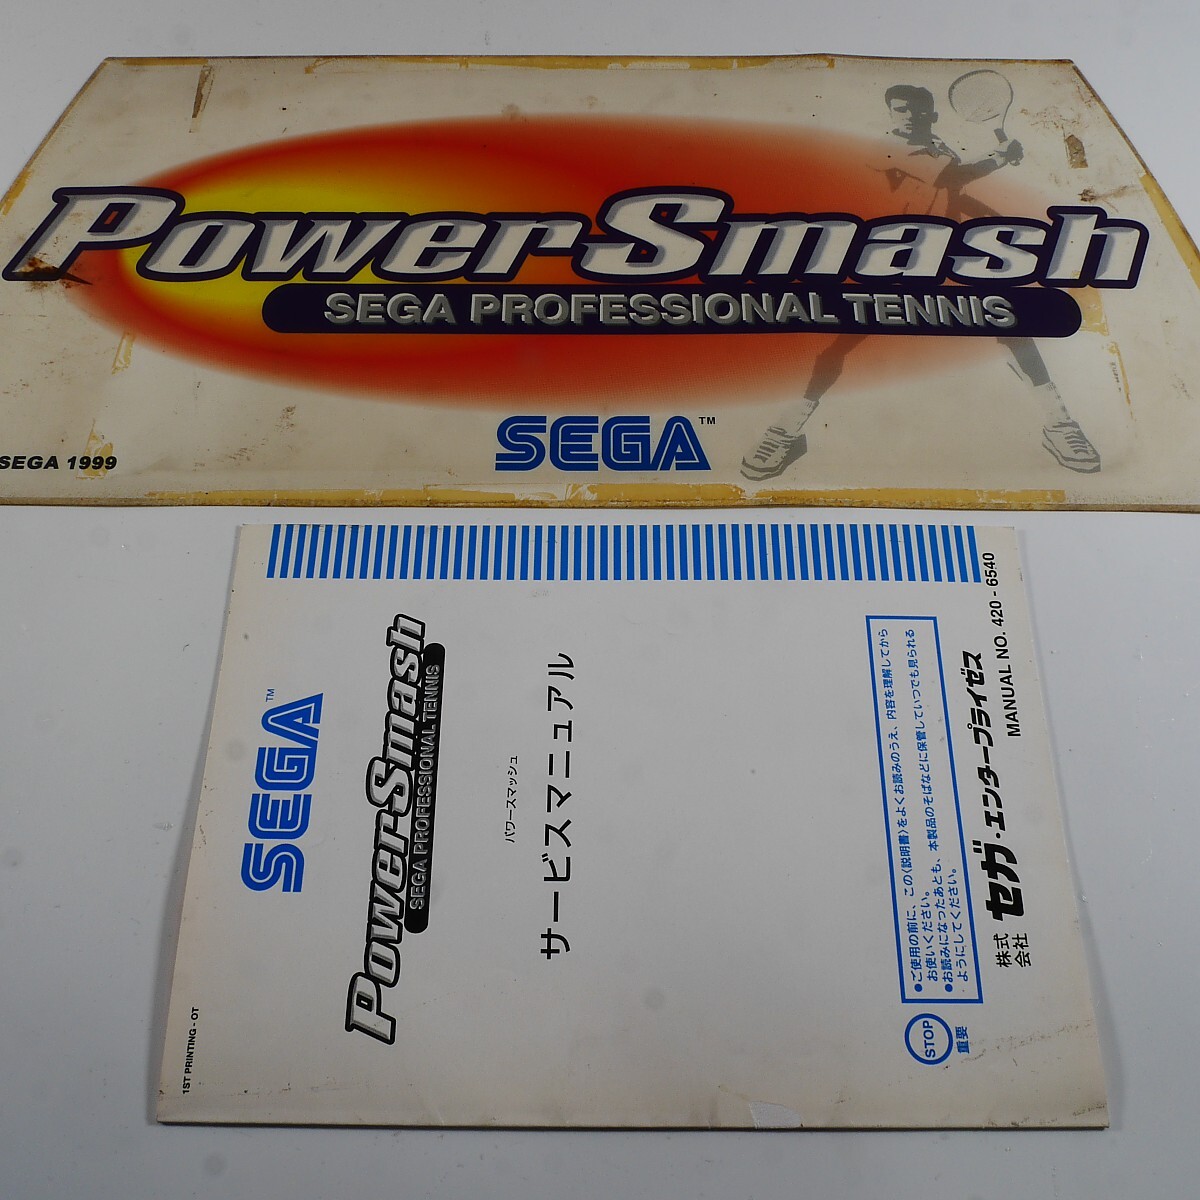 PowerSmash
SEGA PROFESSIONAL TENNIS
SEGA™
SEGA 1999
SEGA™
PowerSmash
SEGA PROFESSIONAL TENNIS
パワースマッシュ
サービスマニュアル
STOP
重要
●ご使用の前に、この〈説明書〉をよくお読みのうえ、内容を理解してから
お使いください。
●お読みになったあとも、本製品のそばなどに保管していつでも見られる
ようにしてください。
株式会社 セガ・エンタープライゼス
MANUAL NO. 420 - 6540
1ST PRINTING - OT